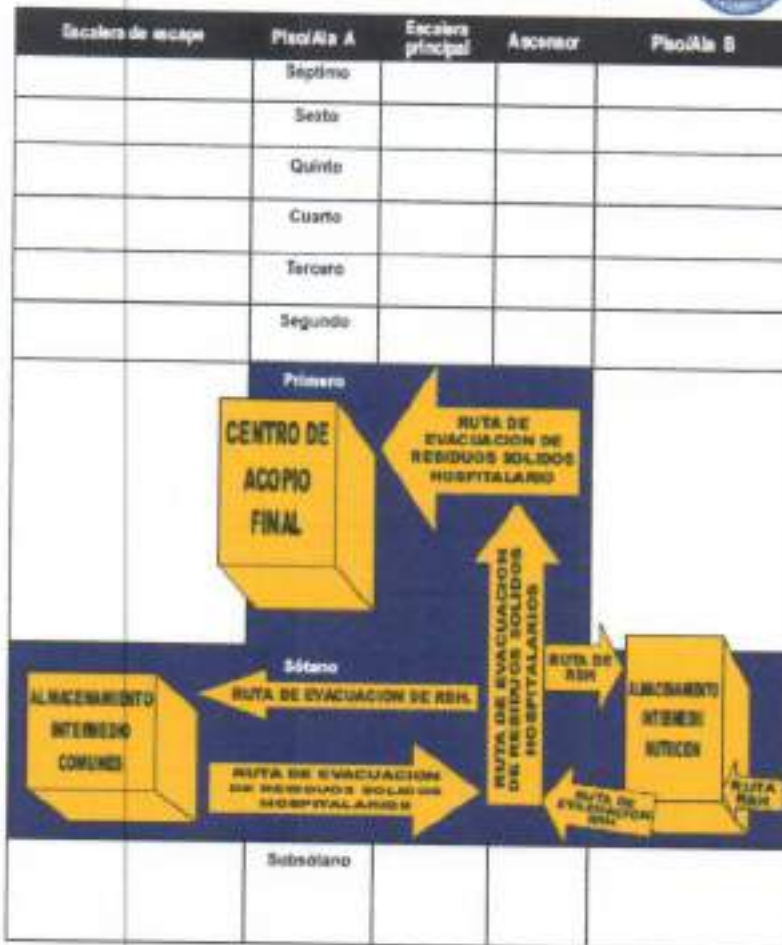 Escalera de escape Piso/Ala A Escalera principal Ascensor Piso/Ala B
Septimo
Sexto
Quinto
Cuarto
Tercero
Segundo
Primero
CENTRO DE
ACOPIO
FINAL
RUTA DE
EVACUACION DE
RESIDUOS SOLIDOS
HOSPITALARIO
RUTA DE EVACUACION
DE RESIDUOS SOLIDOS
HOSPITALARIOS
Sótano
RUTA DE EVACUACION DE RSH.
RUTA DE
RSH
ALMACENAMIENTO
INTERMEDIO
COMUNES
ALMACENAMIENTO
INTERMEDIO
NUTRICION
RUTA DE EVACUACION
DE RESIDUOS SOLIDOS
HOSPITALARIOS
RUTA DE
EVACUACION
RSH.
RUTA
RSH
Subsótano